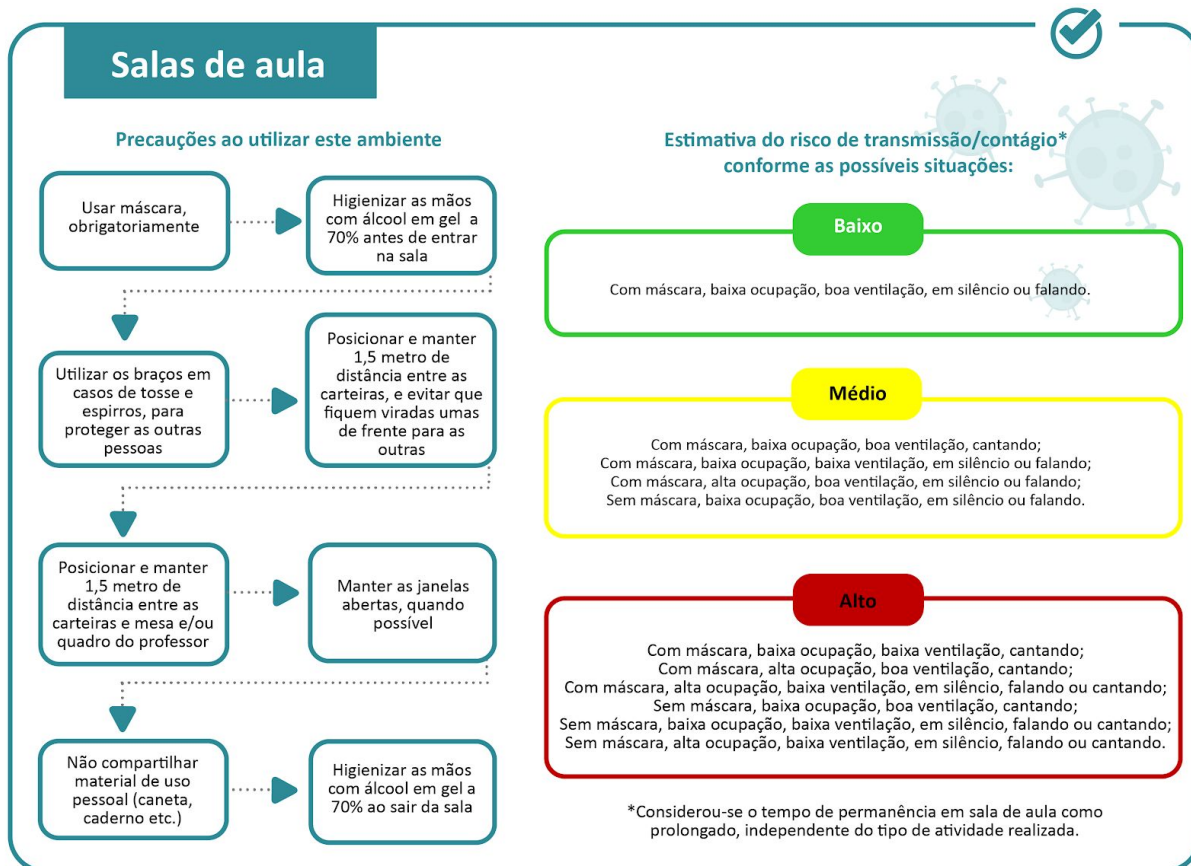 Salas de aula
Precauções ao utilizar este ambiente
Usar máscara,
obrigatoriamente
Higienizar as mãos
com álcool em gel a
70% antes de entrar
na sala
Utilizar os braços em
casos de tosse e
espirros, para
proteger as outras
pessoas
Posicionar e manter
1,5 metro de
distância entre as
carteiras, e evitar que
fiquem viradas umas
de frente para as
outras
Posicionar e manter
1,5 metro de
distância entre as
carteiras e mesa e/ou
quadro do professor
Manter as janelas
abertas, quando
possível
Não compartilhar
material de uso
pessoal (caneta,
caderno etc.)
Higienizar as mãos
com álcool em gel a
70% ao sair da sala
Estimativa do risco de transmissão/contágio*
conforme as possíveis situações:
Baixo
Com máscara, baixa ocupação, boa ventilação, em silêncio ou falando.
Médio
Com máscara, baixa ocupação, boa ventilação, cantando;
Com máscara, baixa ocupação, baixa ventilação, em silêncio ou falando;
Com máscara, alta ocupação, boa ventilação, em silêncio ou falando;
Sem máscara, baixa ocupação, boa ventilação, em silêncio ou falando.
Alto
Com máscara, baixa ocupação, baixa ventilação, cantando;
Com máscara, alta ocupação, boa ventilação, cantando;
Com máscara, alta ocupação, baixa ventilação, em silêncio, falando ou cantando;
Sem máscara, baixa ocupação, boa ventilação, cantando;
Sem máscara, baixa ocupação, baixa ventilação, em silêncio, falando ou cantando;
Sem máscara, alta ocupação, baixa ventilação, em silêncio, falando ou cantando.
*Considerou-se o tempo de permanência em sala de aula como
prolongado, independente do tipo de atividade realizada.